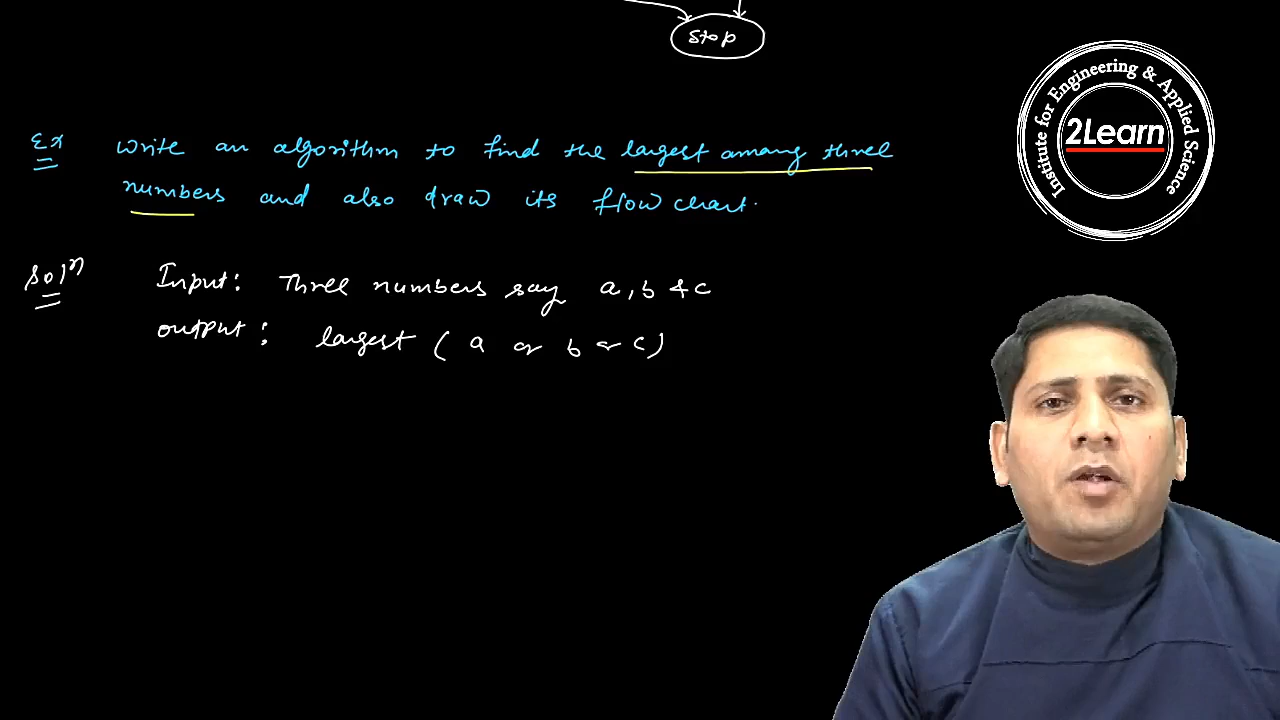 Stop
Institute for Engineering & Applied Science
2Learn
Ex Write an algorithm to find the largest among three
numbers and also draw its flow chart.
Solⁿ Input: Three numbers say a, b & c
output: largest ( a or b or c)